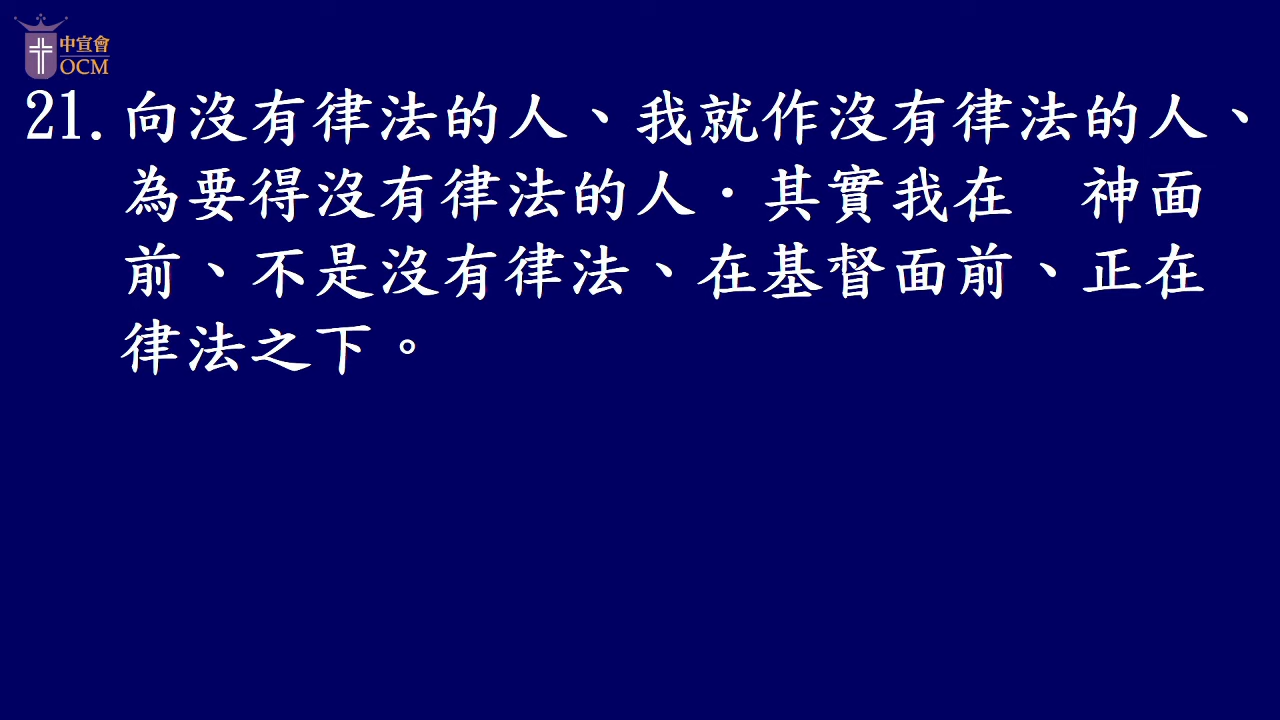 中宣會
OCM
21.向沒有律法的人、我就作沒有律法的人、
為要得沒有律法的人．其實我在　神面
前、不是沒有律法、在基督面前、正在
律法之下。